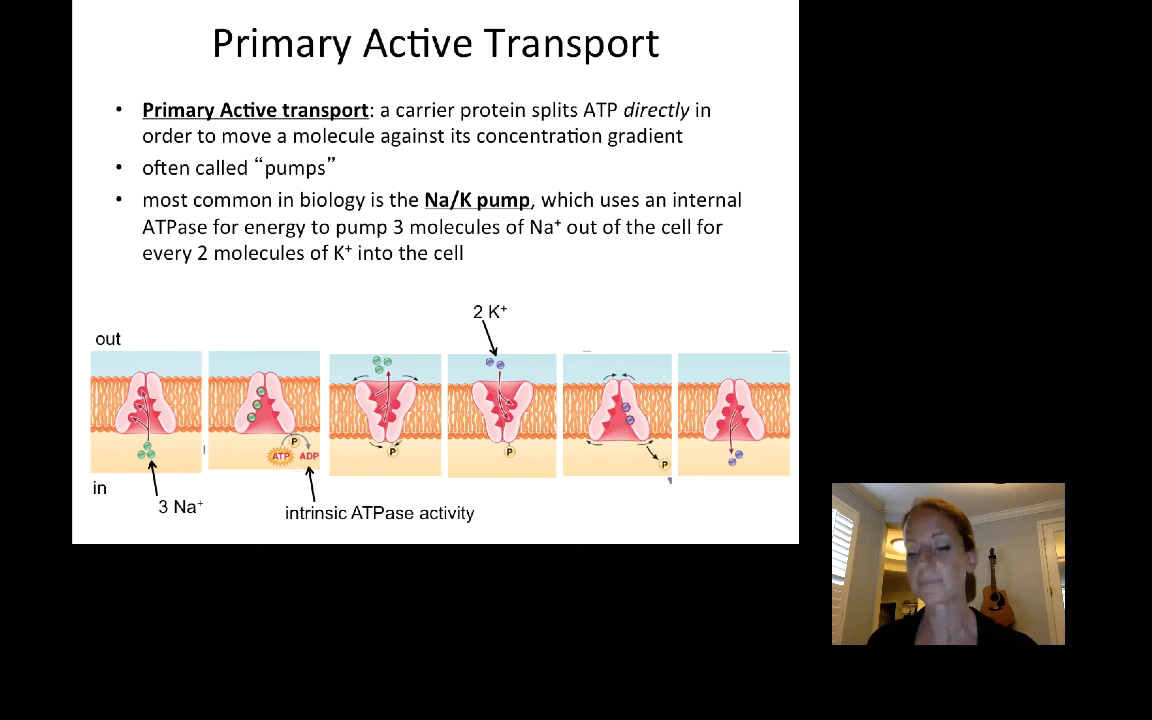 Primary Active Transport
• Primary Active transport: a carrier protein splits ATP directly in
order to move a molecule against its concentration gradient
• often called “pumps”
• most common in biology is the Na/K pump, which uses an internal
ATPase for energy to pump 3 molecules of Na⁺ out of the cell for
every 2 molecules of K⁺ into the cell
2 K⁺
out
P
ATP
ADP
P
P
P
in
3 Na⁺
intrinsic ATPase activity